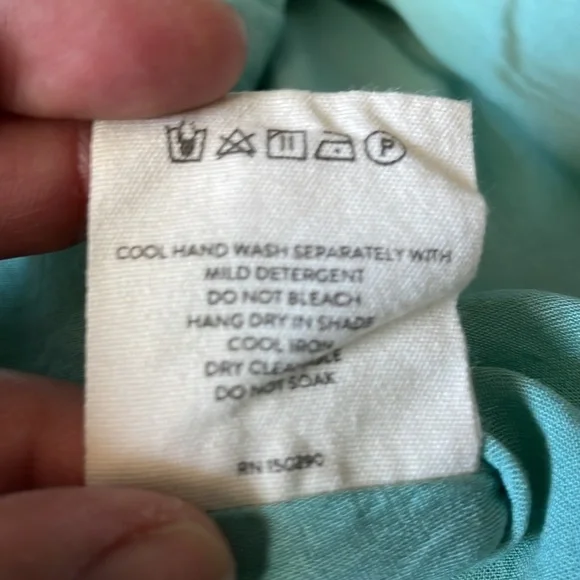 P
COOL HAND WASH SEPARATELY WITH
MILD DETERGENT
DO NOT BLEACH
HANG DRY IN SHADE
COOL IRON
DRY CLEANABLE
DO NOT SOAK
RN 150290